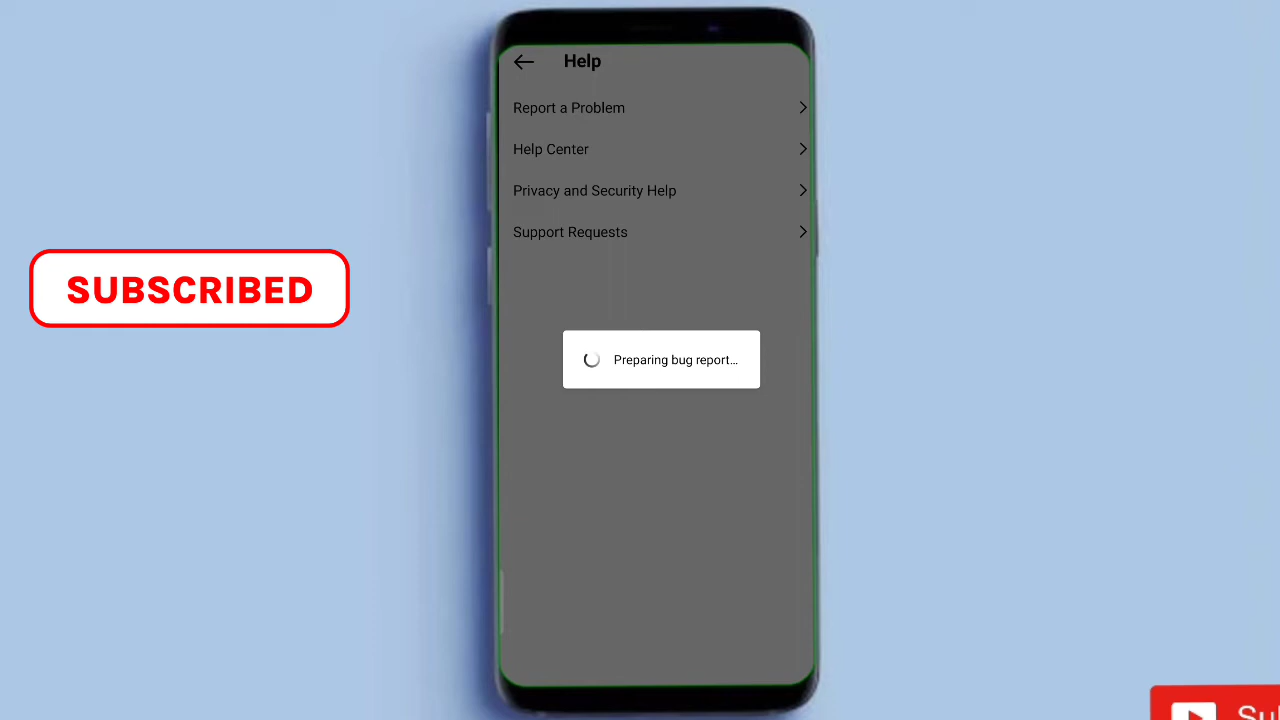 Help
Report a Problem
Help Center
Privacy and Security Help
Support Requests
SUBSCRIBED
Preparing bug report...